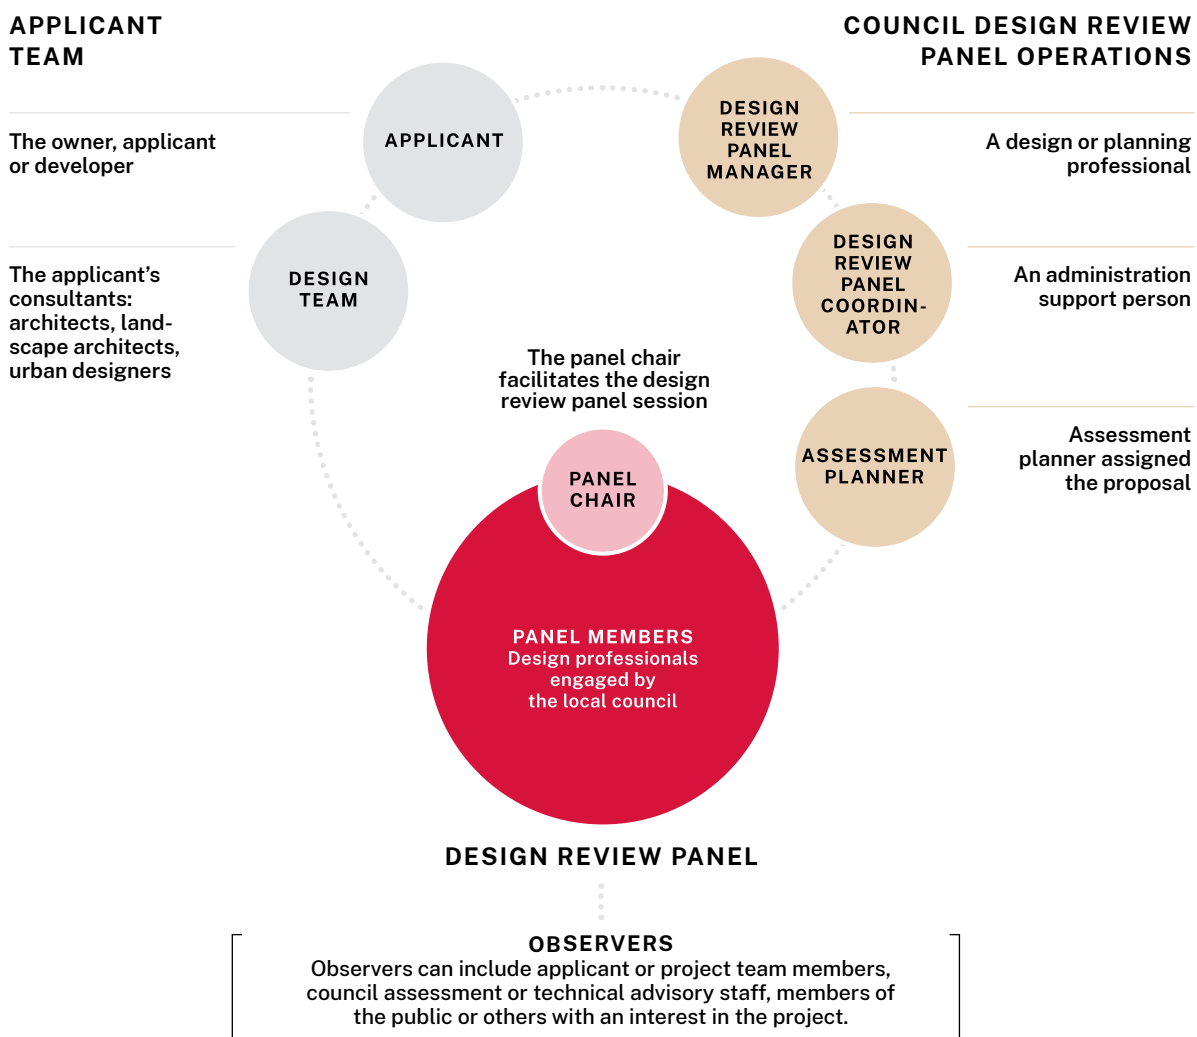 APPLICANT
TEAM
COUNCIL DESIGN REVIEW
PANEL OPERATIONS
APPLICANT
DESIGN
REVIEW
PANEL
MANAGER
The owner, applicant
or developer
A design or planning
professional
DESIGN
TEAM
DESIGN
REVIEW
PANEL
COORDIN-
ATOR
The applicant’s
consultants:
architects, land-
scape architects,
urban designers
An administration
support person
The panel chair
facilitates the design
review panel session
ASSESSMENT
PLANNER
Assessment
planner assigned
the proposal
PANEL
CHAIR
PANEL MEMBERS
Design professionals
engaged by
the local council
DESIGN REVIEW PANEL
OBSERVERS
Observers can include applicant or project team members,
council assessment or technical advisory staff, members of
the public or others with an interest in the project.